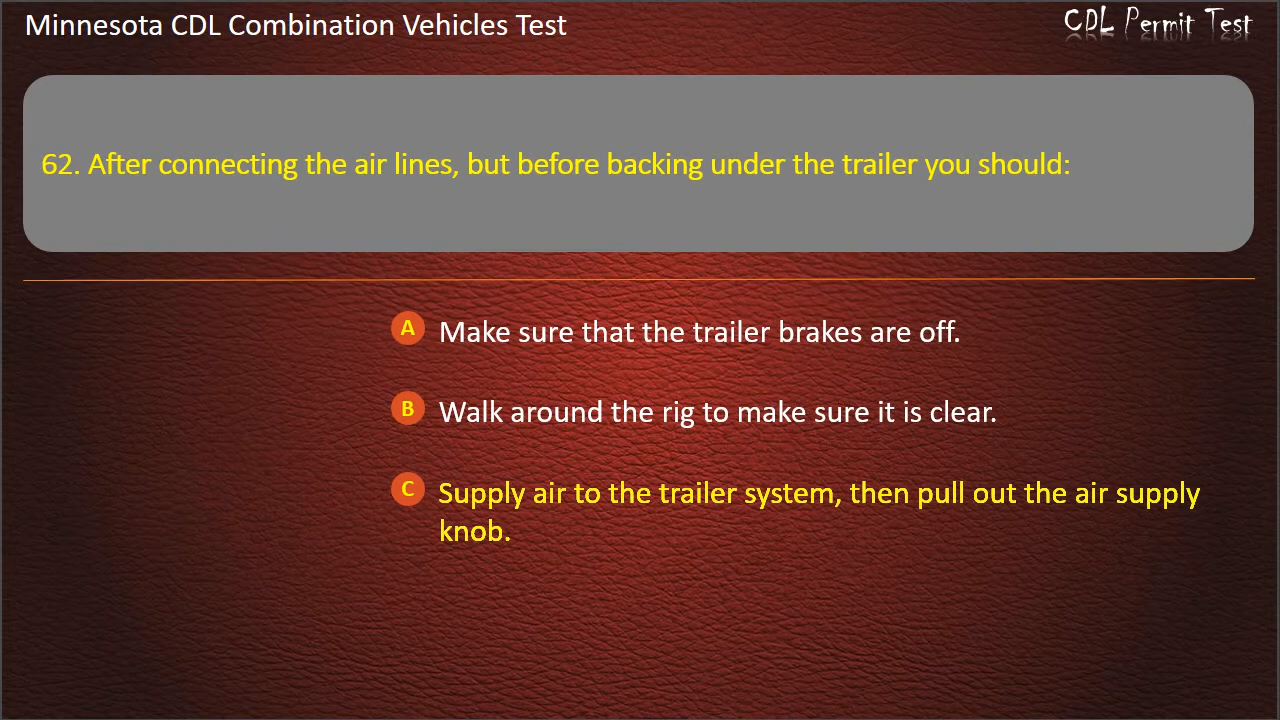 Minnesota CDL Combination Vehicles Test
CDL Permit Test
62. After connecting the air lines, but before backing under the trailer you should:
A Make sure that the trailer brakes are off.
B Walk around the rig to make sure it is clear.
C Supply air to the trailer system, then pull out the air supply
knob.